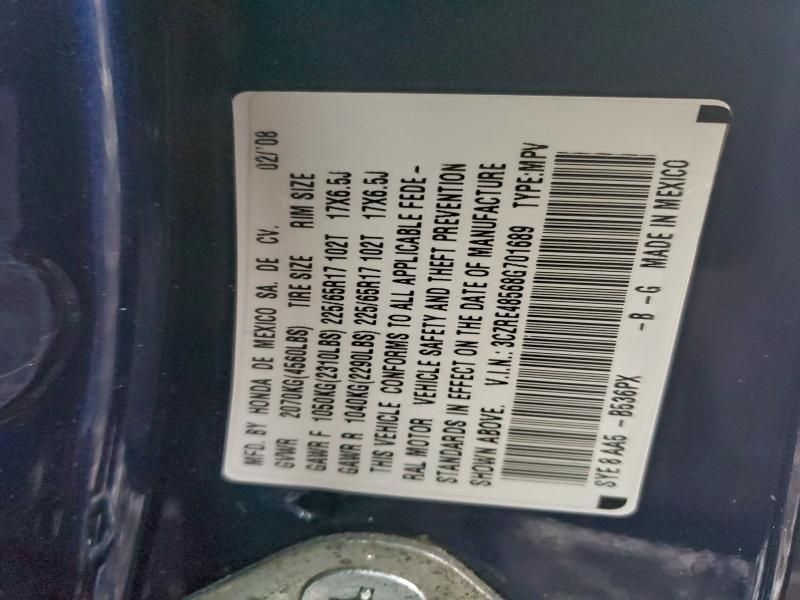 MFD. BY HONDA DE MEXICO SA. DE CV. 02/'08
GVWR 2070KG(4560LBS) TIRE SIZE RIM SIZE
GAWR F 1050KG(2310LBS) 225/65R17 102T 17X6.5J
GAWR R 1040KG(2290LBS) 225/65R17 102T 17X6.5J
THIS VEHICLE CONFORMS TO ALL APPLICABLE FEDE-
RAL MOTOR VEHICLE SAFETY AND THEFT PREVENTION
STANDARDS IN EFFECT ON THE DATE OF MANUFACTURE
SHOWN ABOVE. V.I.N.: 3CZRE48568G701689 TYPE:MPV
SYE8AA5 -B536PX -B -G MADE IN MEXICO